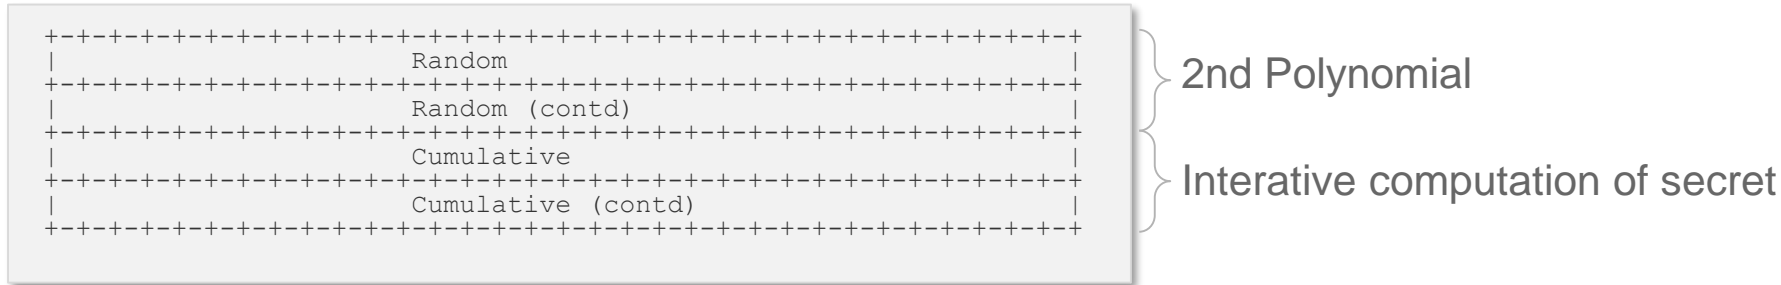 +-+-+-+-+-+-+-+-+-+-+-+-+-+-+-+-+-+-+-+-+-+-+-+-+-+-+-+-+-+-+-+-+
| Random |
+-+-+-+-+-+-+-+-+-+-+-+-+-+-+-+-+-+-+-+-+-+-+-+-+-+-+-+-+-+-+-+-+
| Random (contd) |
+-+-+-+-+-+-+-+-+-+-+-+-+-+-+-+-+-+-+-+-+-+-+-+-+-+-+-+-+-+-+-+-+
| Cumulative |
+-+-+-+-+-+-+-+-+-+-+-+-+-+-+-+-+-+-+-+-+-+-+-+-+-+-+-+-+-+-+-+-+
| Cumulative (contd) |
+-+-+-+-+-+-+-+-+-+-+-+-+-+-+-+-+-+-+-+-+-+-+-+-+-+-+-+-+-+-+-+-+
2nd Polynomial
Interative computation of secret